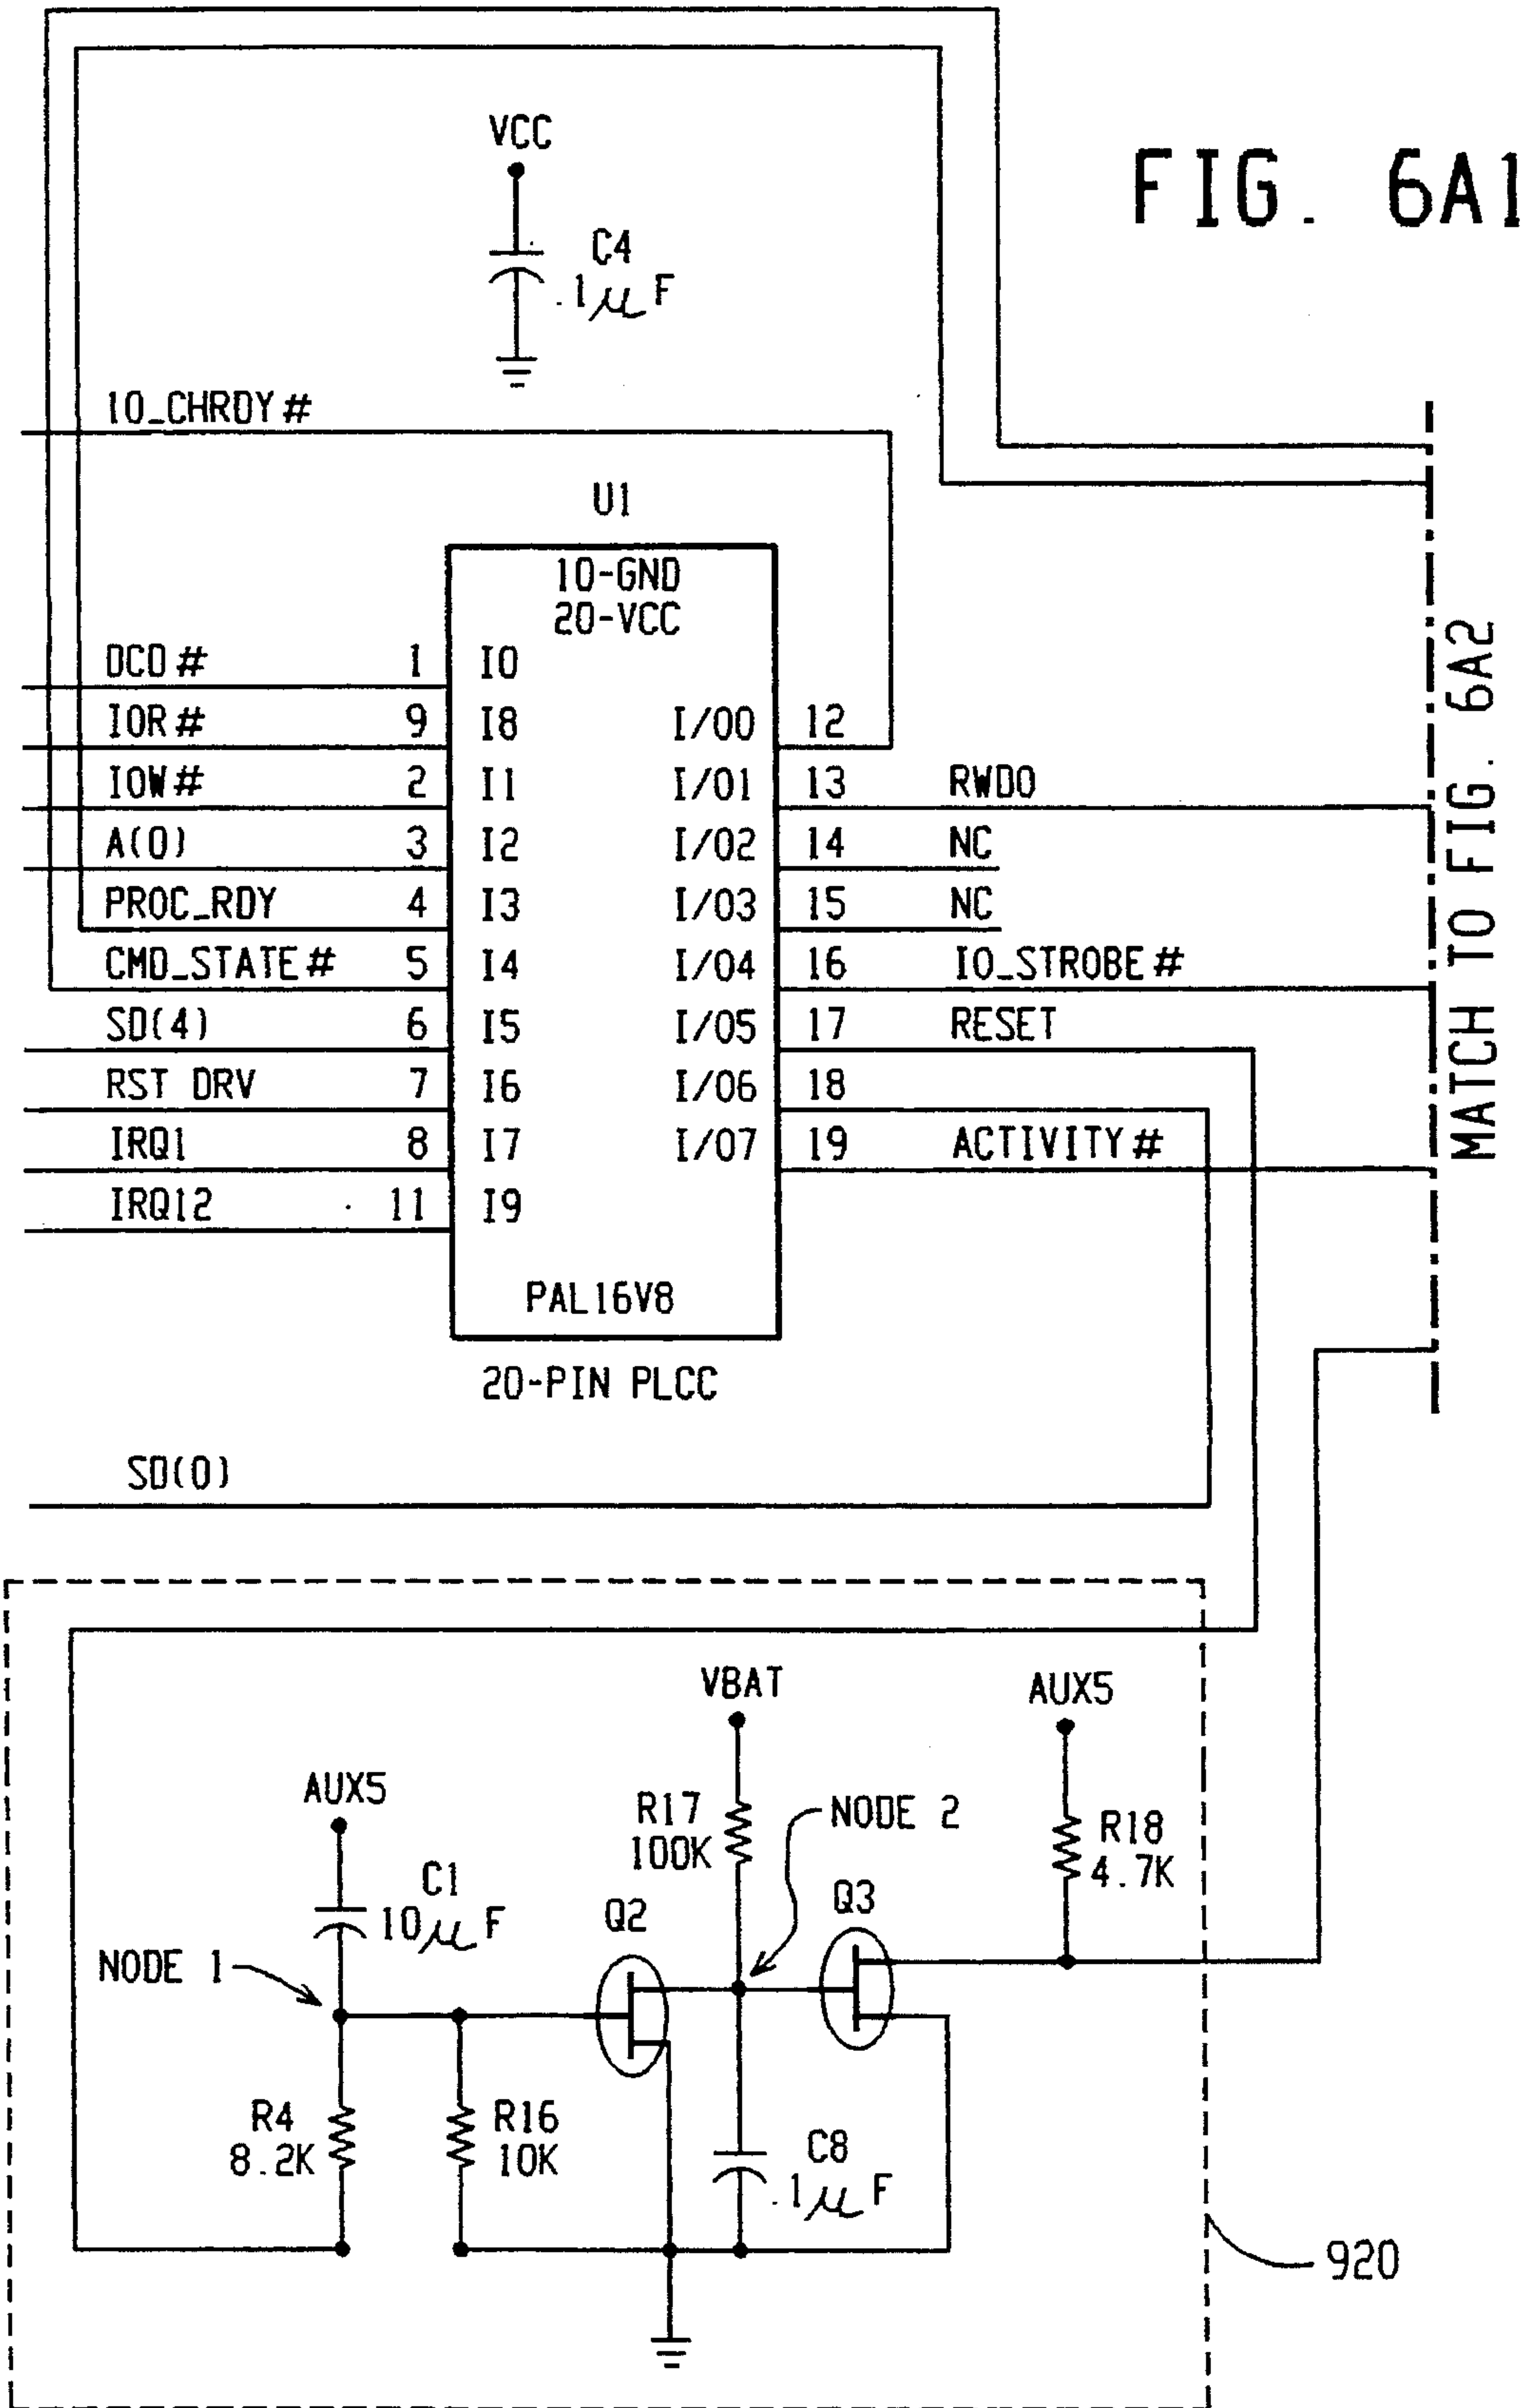 FIG. 6A1
VCC
C4
.1μF
IO_CHRDY#
U1
10-GND
20-VCC
DCD# 1 I0
IOR# 9 I8 I/O0 12
IOW# 2 I1 I/O1 13 RWD0
A(0) 3 I2 I/O2 14 NC
PROC_RDY 4 I3 I/O3 15 NC
CMD_STATE# 5 I4 I/O4 16 IO_STROBE#
SD(4) 6 I5 I/O5 17 RESET
RST DRV 7 I6 I/O6 18
IRQ1 8 I7 I/O7 19 ACTIVITY#
IRQ12 11 I9
PAL16V8
20-PIN PLCC
MATCH TO FIG. 6A2
SD(0)
VBAT
AUX5
AUX5
R17
100K
NODE 2
R18
4.7K
C1
10μF
Q2
Q3
NODE 1
R4
8.2K
R16
10K
C8
.1μF
920